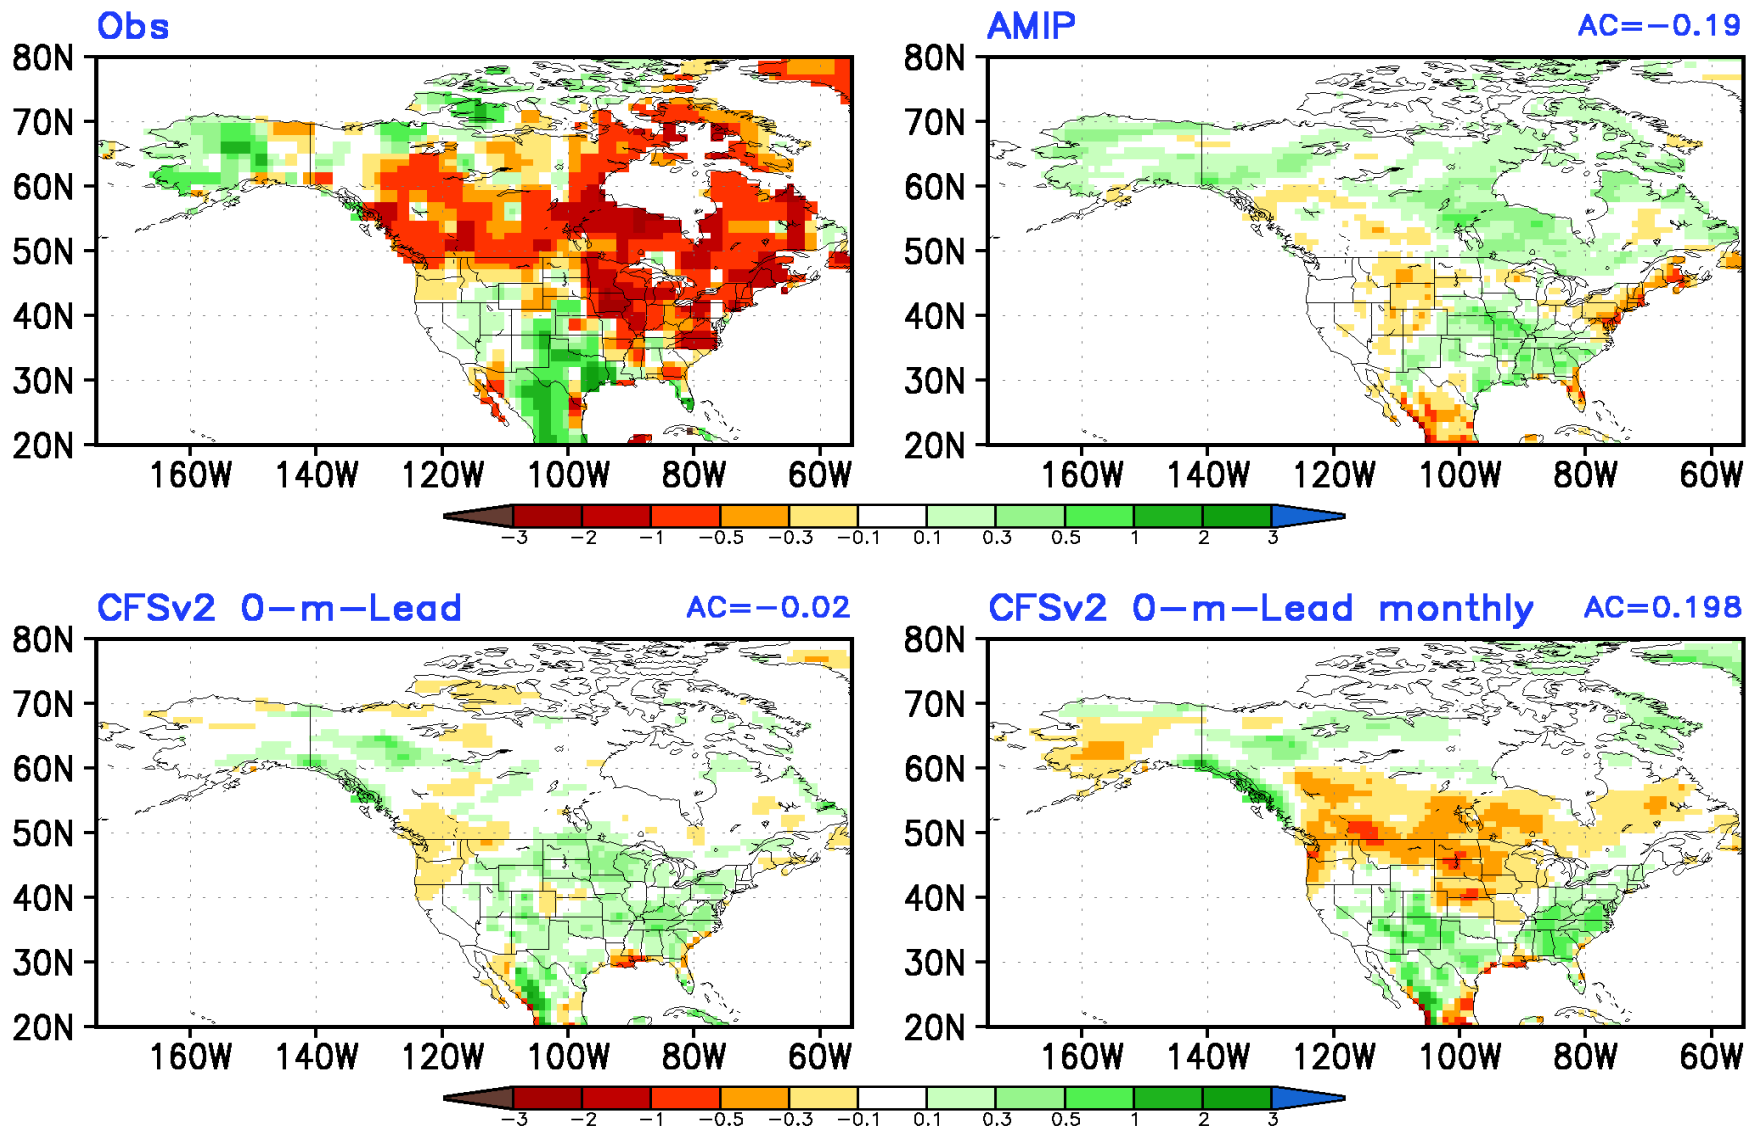 Obs
AMIP AC=-0.19
80N 80N
70N 70N
60N 60N
50N 50N
40N 40N
30N 30N
20N 20N
160W 140W 120W 100W 80W 60W 160W 140W 120W 100W 80W 60W
-3 -2 -1 -0.5 -0.3 -0.1 0.1 0.3 0.5 1 2 3
CFSv2 0-m-Lead AC=-0.02
CFSv2 0-m-Lead monthly AC=0.198
80N 80N
70N 70N
60N 60N
50N 50N
40N 40N
30N 30N
20N 20N
160W 140W 120W 100W 80W 60W 160W 140W 120W 100W 80W 60W
-3 -2 -1 -0.5 -0.3 -0.1 0.1 0.3 0.5 1 2 3